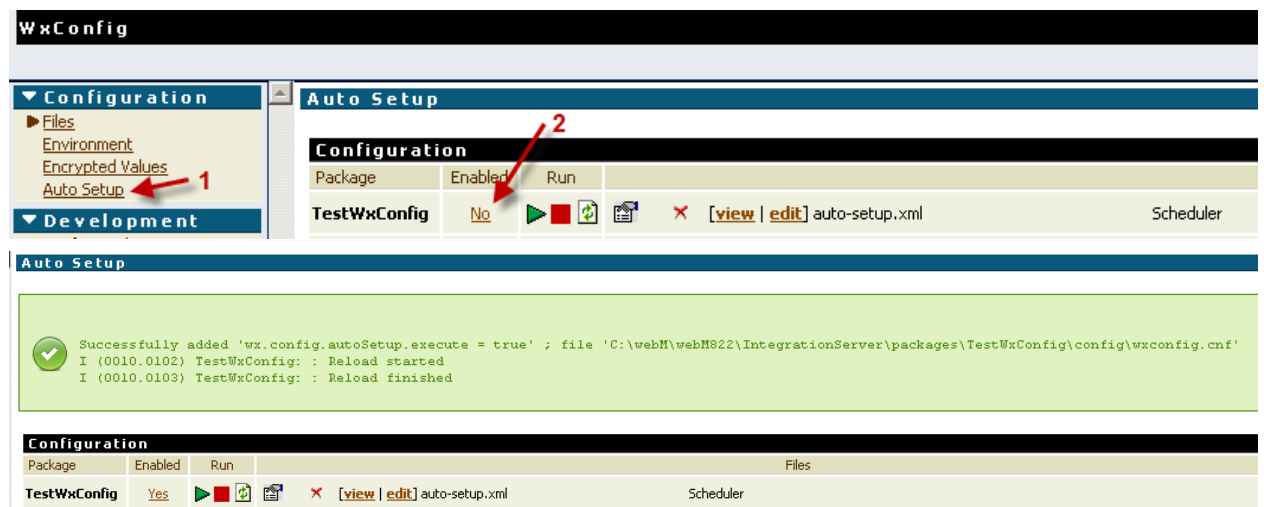 WxConfig
Configuration
Files
Environment
Encrypted Values
Auto Setup
1
Development
Auto Setup
2
Configuration
Package Enabled Run
TestWxConfig No [view | edit] auto-setup.xml Scheduler
Auto Setup
Successfully added 'wx.config.autoSetup.execute = true' ; file 'C:\webM\webM822\IntegrationServer\packages\TestWxConfig\config\wxconfig.cnf'
I (0010.0102) TestWxConfig: : Reload started
I (0010.0103) TestWxConfig: : Reload finished
Configuration
Package Enabled Run Files
TestWxConfig Yes [view | edit] auto-setup.xml Scheduler